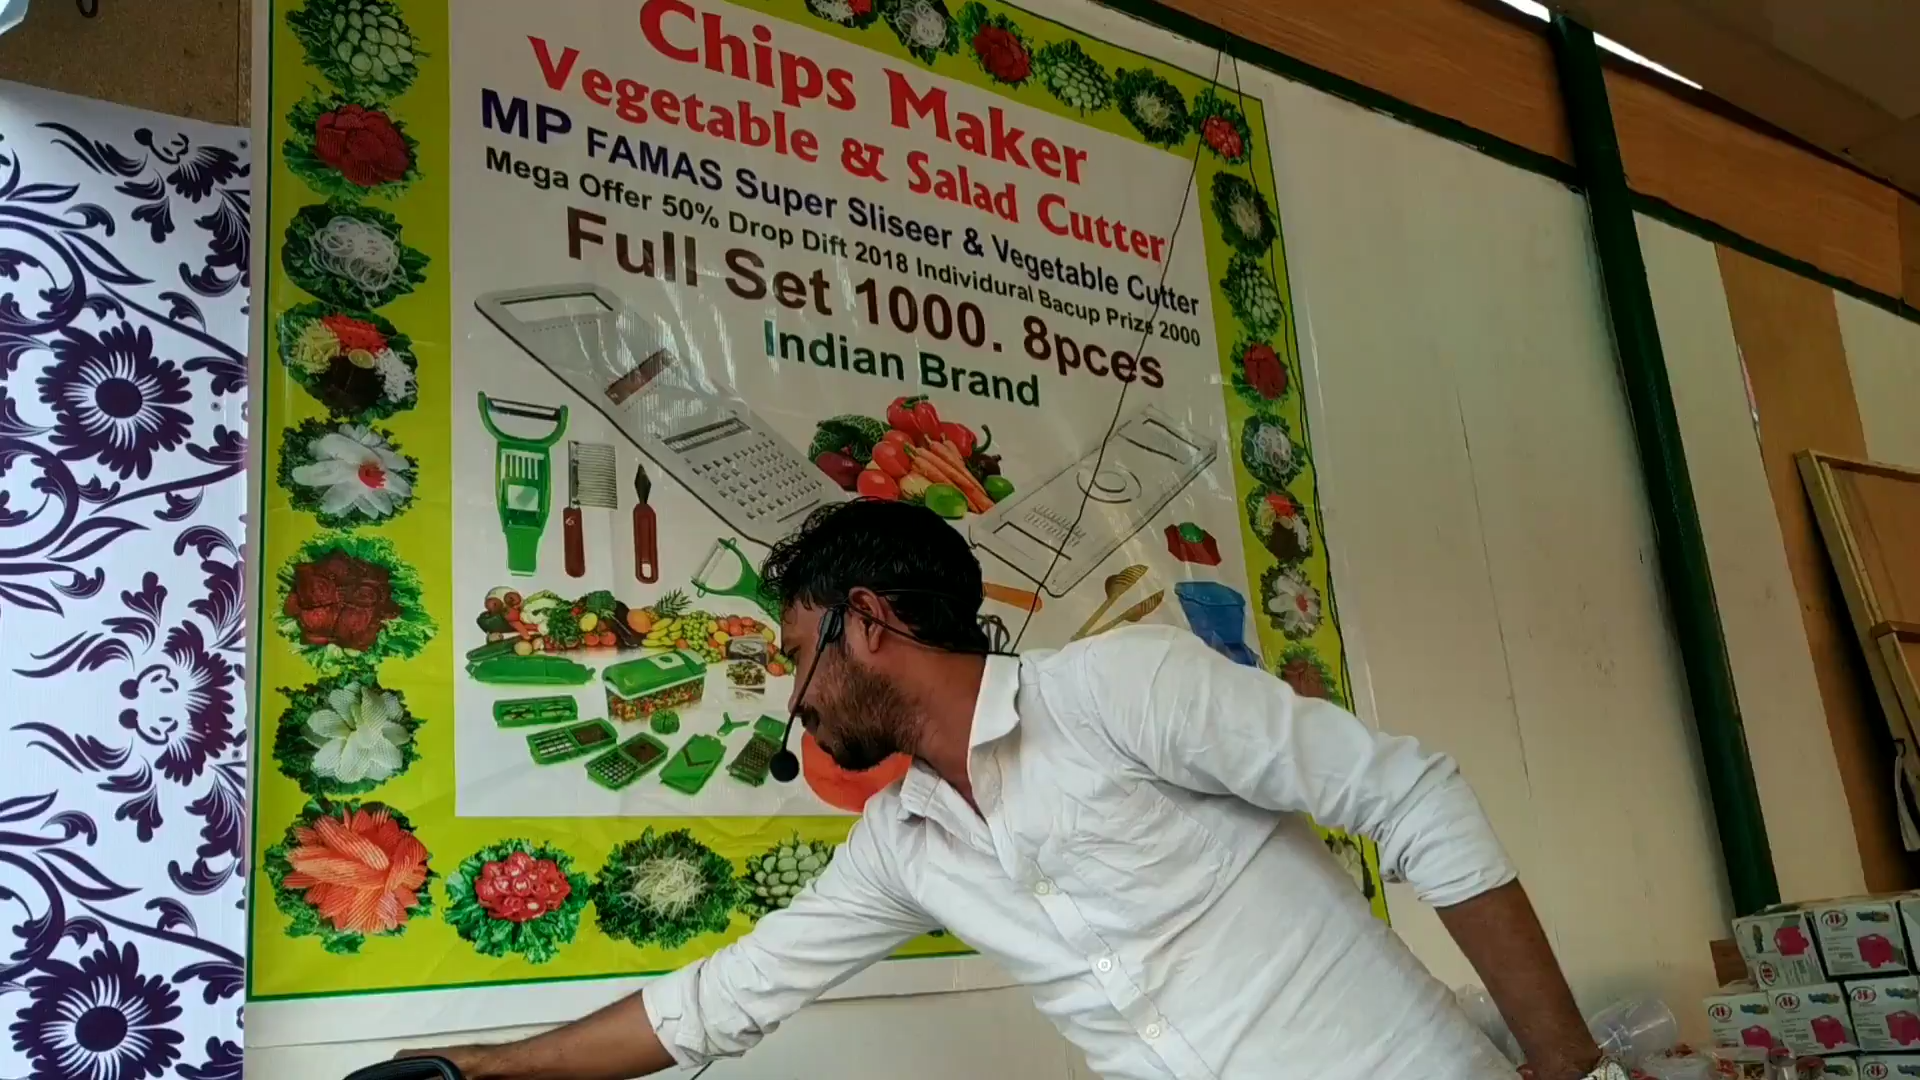 Chips Maker
Vegetable & Salad Cutter
MP FAMAS Super Sliseer & Vegetable Cutter
Mega Offer 50% Drop Dift 2018 Individural Bacup Prize 2000
Full Set 1000. 8pces
Indian Brand